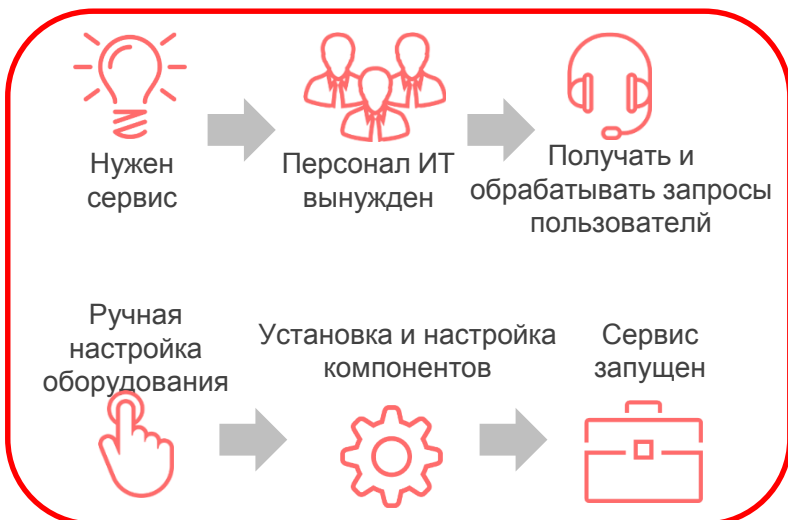 Нужен
сервис
Персонал ИТ
вынужден
Получать и
обрабатывать запросы
пользователй
Ручная
настройка
оборудования
Установка и настройка
компонентов
Сервис
запущен